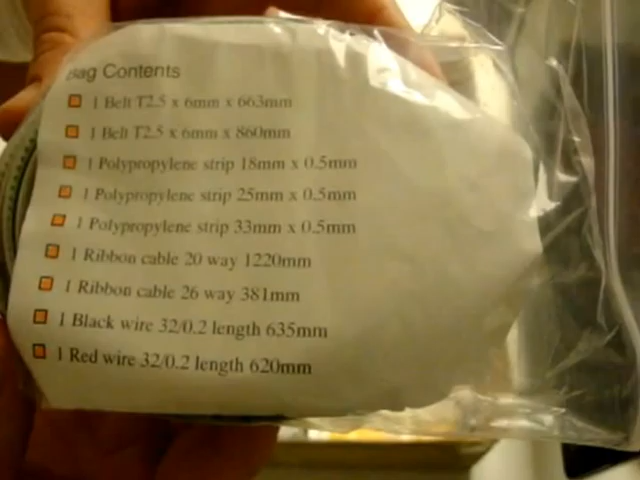 Bag Contents
1 Belt T2.5 x 6mm x 663mm
1 Belt T2.5 x 6mm x 860mm
1 Polypropylene strip 18mm x 0.5mm
1 Polypropylene strip 25mm x 0.5mm
1 Polypropylene strip 33mm x 0.5mm
1 Ribbon cable 20 way 1220mm
1 Ribbon cable 26 way 381mm
1 Black wire 32/0.2 length 635mm
1 Red wire 32/0.2 length 620mm